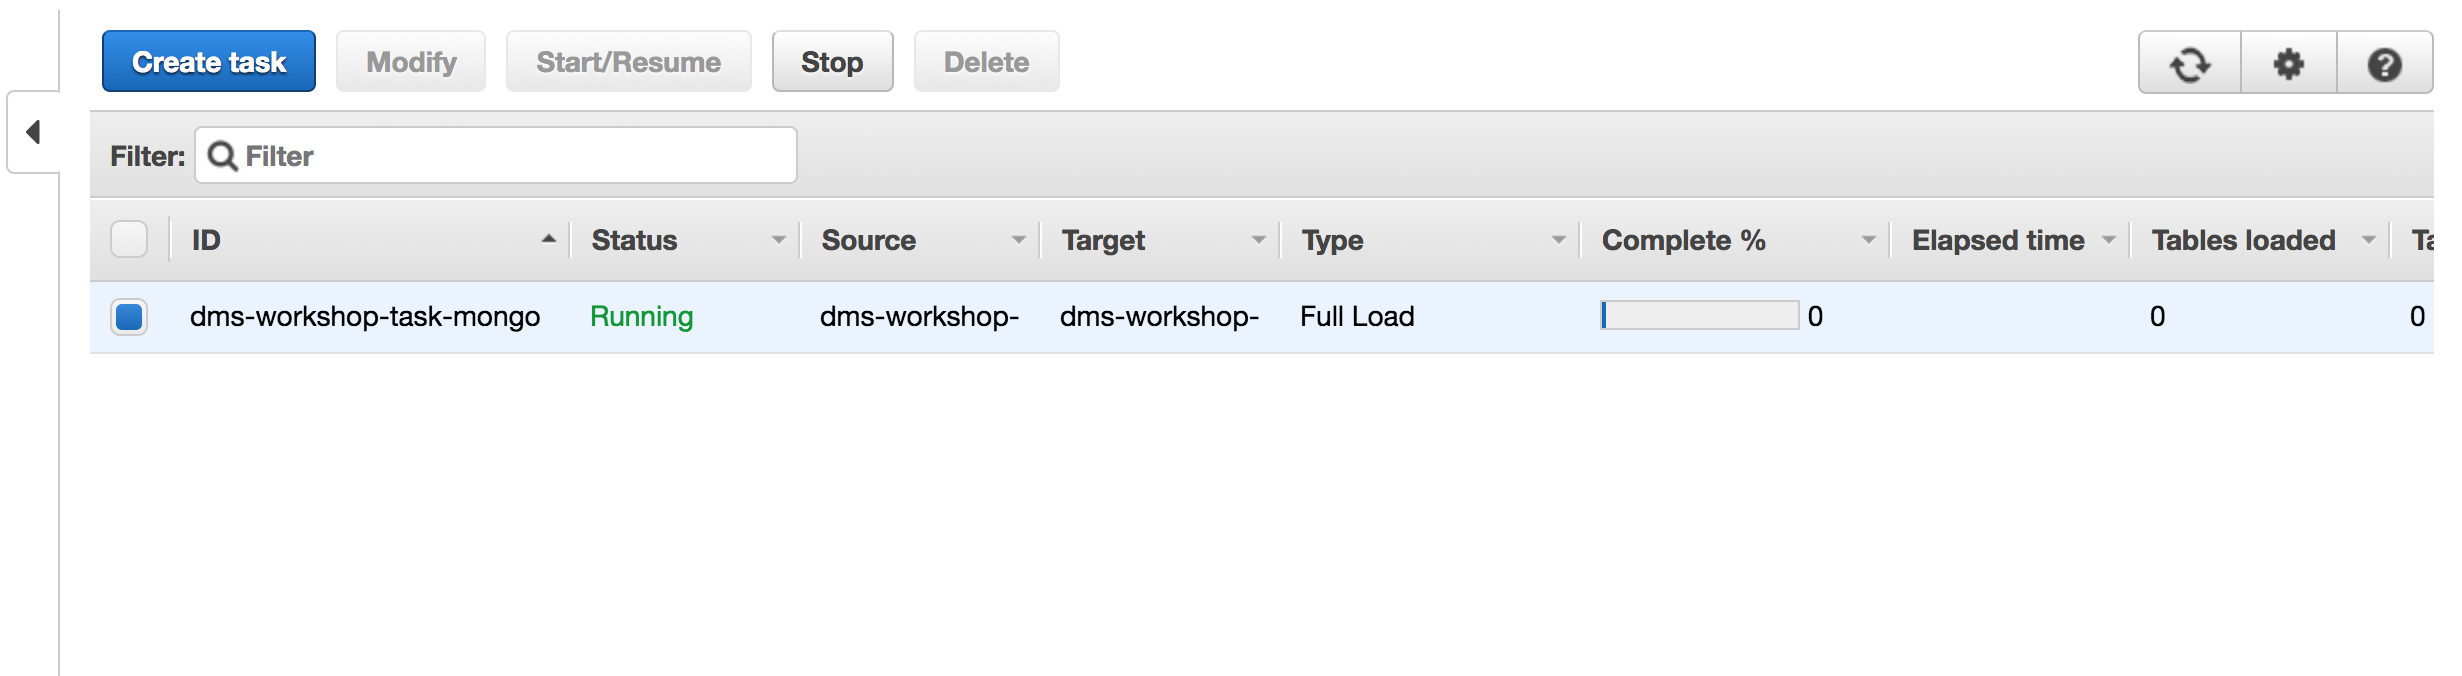 Create task Modify Start/Resume Stop Delete
Filter: Filter
ID Status Source Target Type Complete % Elapsed time Tables loaded
dms-workshop-task-mongo Running dms-workshop- dms-workshop- Full Load 0 0 0